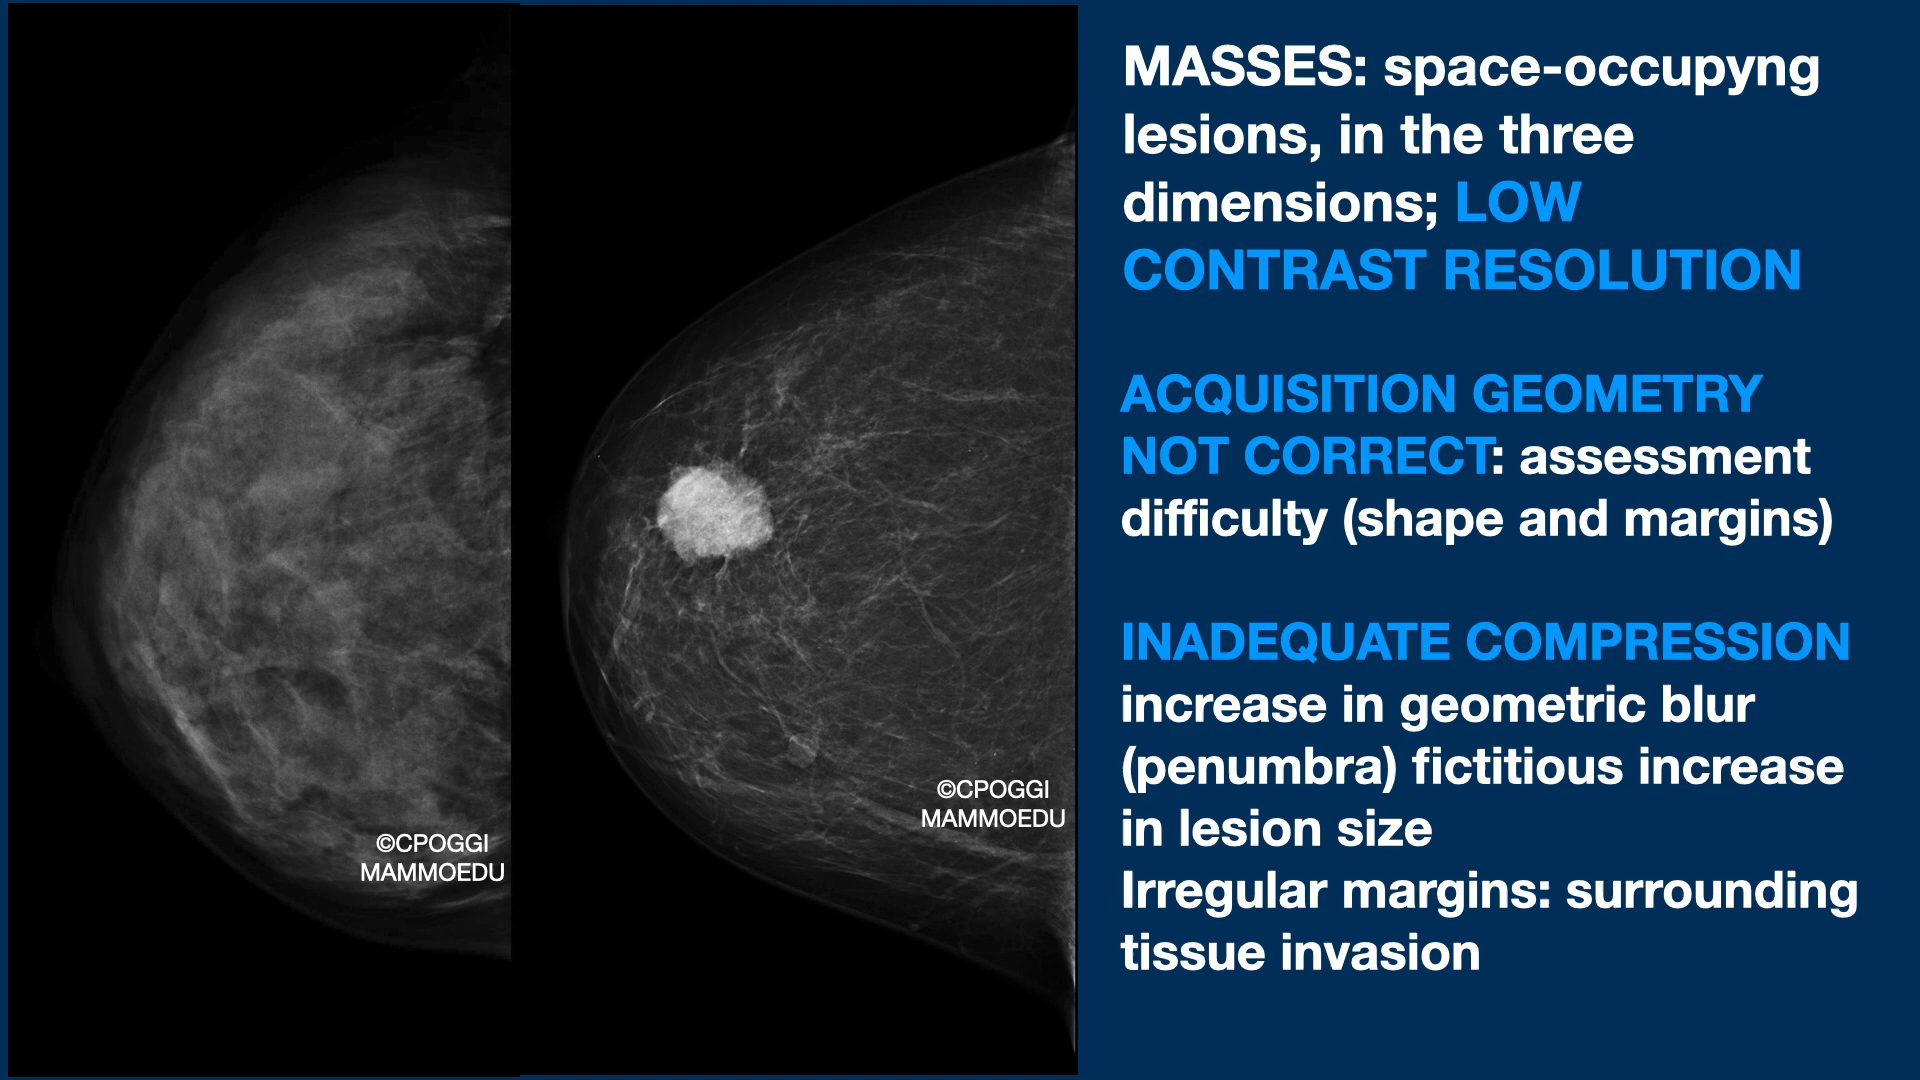 MASSES: space-occupyng
lesions, in the three
dimensions; LOW
CONTRAST RESOLUTION
ACQUISITION GEOMETRY
NOT CORRECT: assessment
difficulty (shape and margins)
INADEQUATE COMPRESSION
increase in geometric blur
(penumbra) fictitious increase
in lesion size
Irregular margins: surrounding
tissue invasion
©CPOGGI
MAMMOEDU
©CPOGGI
MAMMOEDU